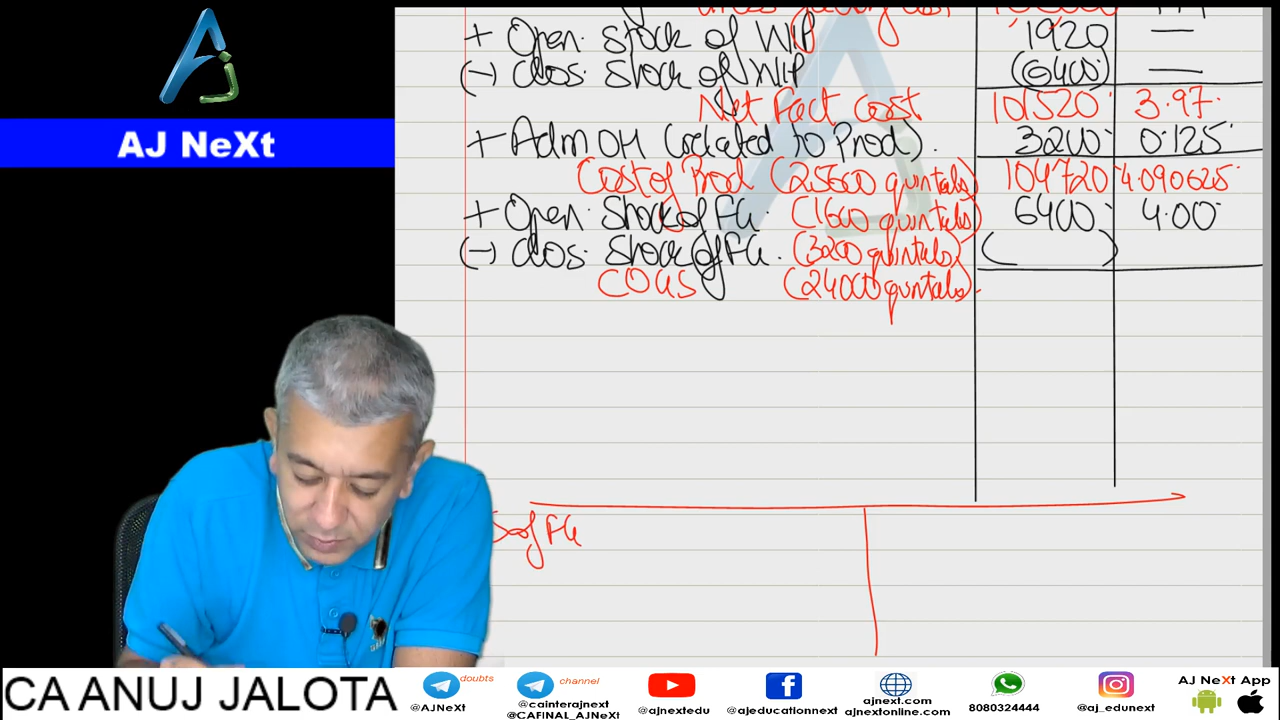 + Open. Stock of WIP 1920 —
(-) Clos. Stock of WIP (6400) —
Net Fact cost 101520 3.97
+ Adm OH (related to Prod). 3200 0.125
Cost of Prod (25600 quintals) 104720 4.090625
+ Open. Stock of FG. (1600 quintals) 6400 4.00
(-) Clos. Stock of FG. (3200 quintals) ( )
COGS (24000 quintals).
of FG
AJ NeXt
CA ANUJ JALOTA
doubts
@AJNeXt
channel
@cainterajnext
@CAFINAL_AJNeXt
@ajnextedu
@ajeducationnext
ajnext.com
ajnextonline.com
8080324444
@aj_edunext
AJ NeXt App